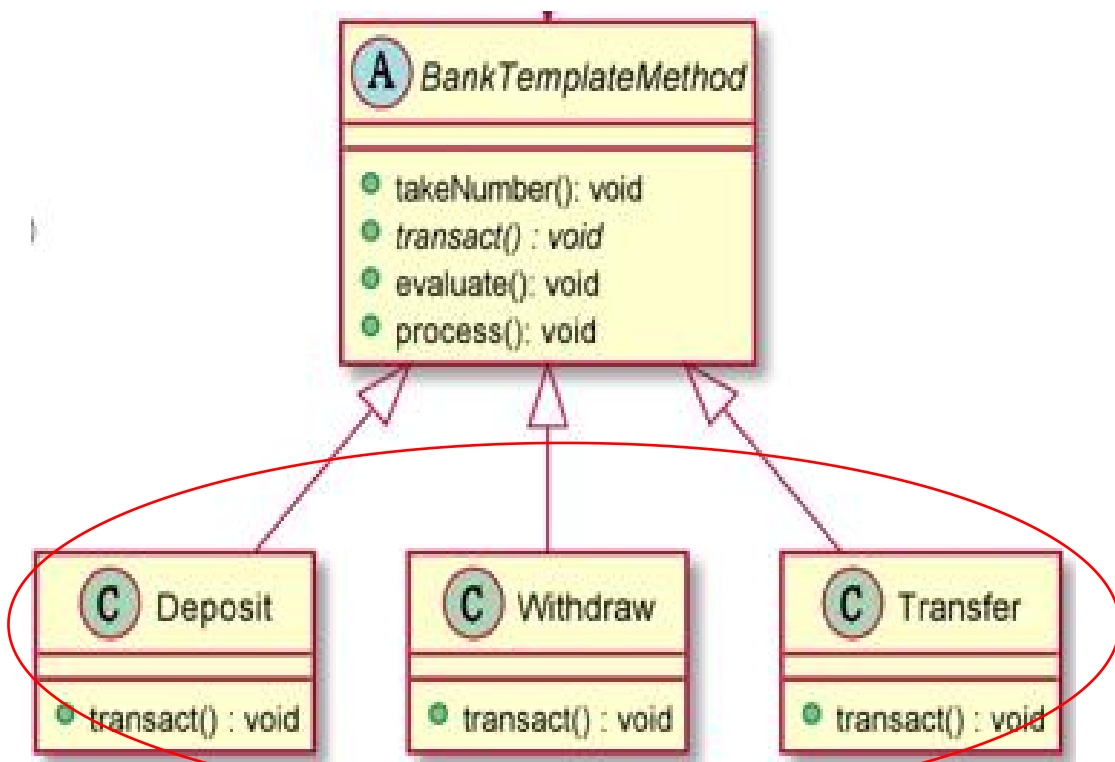 A BankTemplateMethod
takeNumber(): void
transact() : void
evaluate(): void
process(): void
C Deposit
transact() : void
C Withdraw
transact() : void
C Transfer
transact() : void